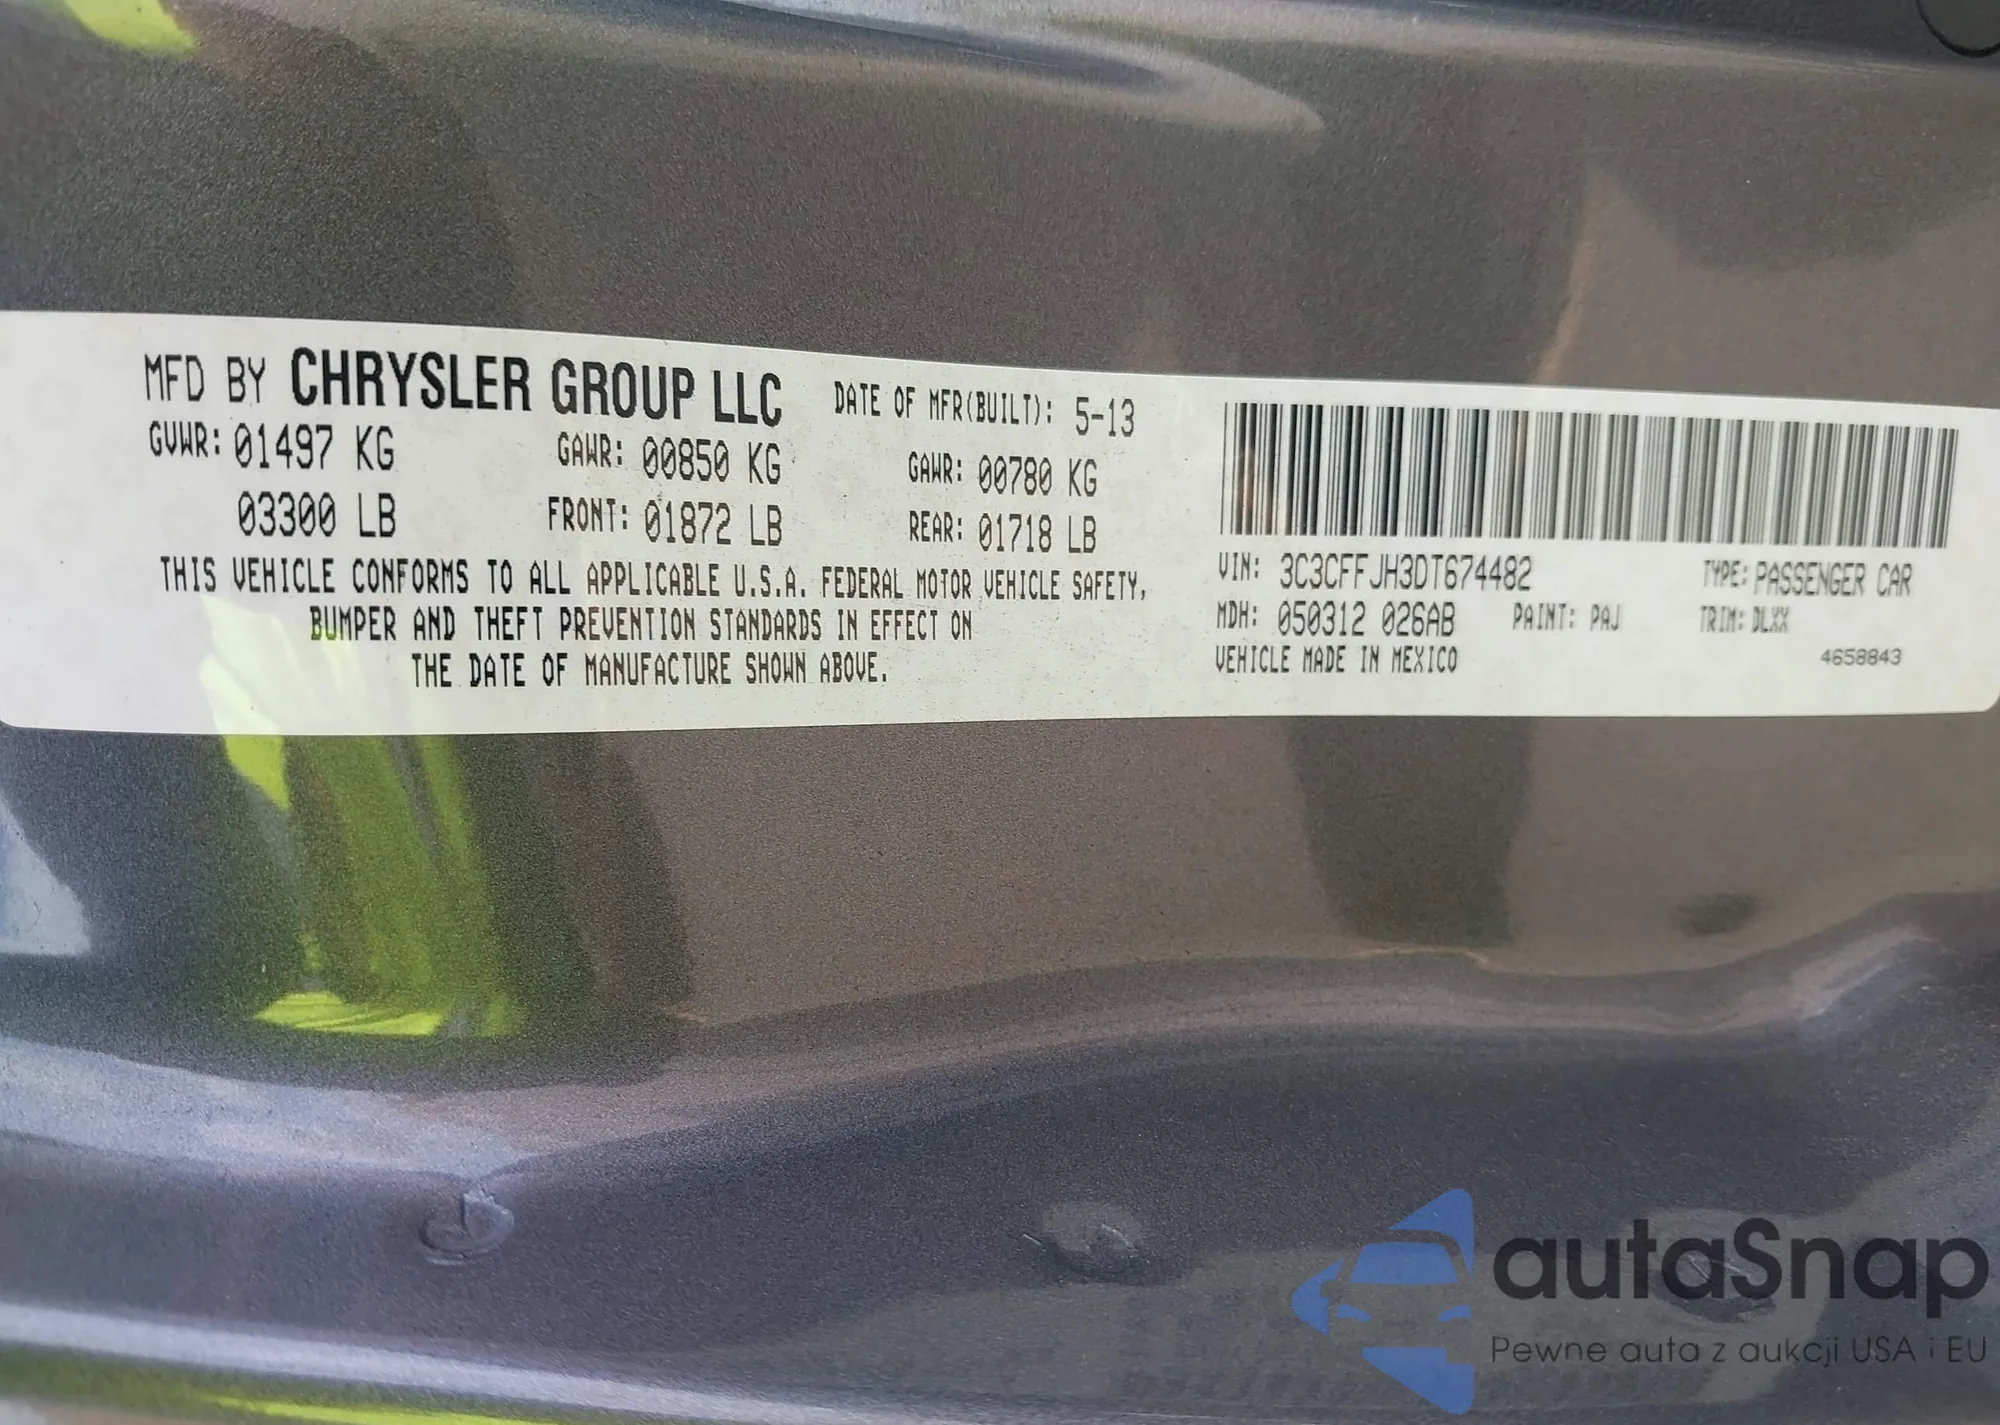 MFD BY CHRYSLER GROUP LLC DATE OF MFR(BUILT): 5-13
GVWR: 01497 KG GAWR: 00850 KG GAWR: 00780 KG
03300 LB FRONT: 01872 LB REAR: 01718 LB
THIS VEHICLE CONFORMS TO ALL APPLICABLE U.S.A. FEDERAL MOTOR VEHICLE SAFETY,
BUMPER AND THEFT PREVENTION STANDARDS IN EFFECT ON
THE DATE OF MANUFACTURE SHOWN ABOVE.
VIN: 3C3CFFJH3DT674482 TYPE: PASSENGER CAR
MDH: 050312 026AB PAINT: PAJ TRIM: DLXX
VEHICLE MADE IN MEXICO 4658843
autaSnap
Pewne auta z aukcji USA i EU